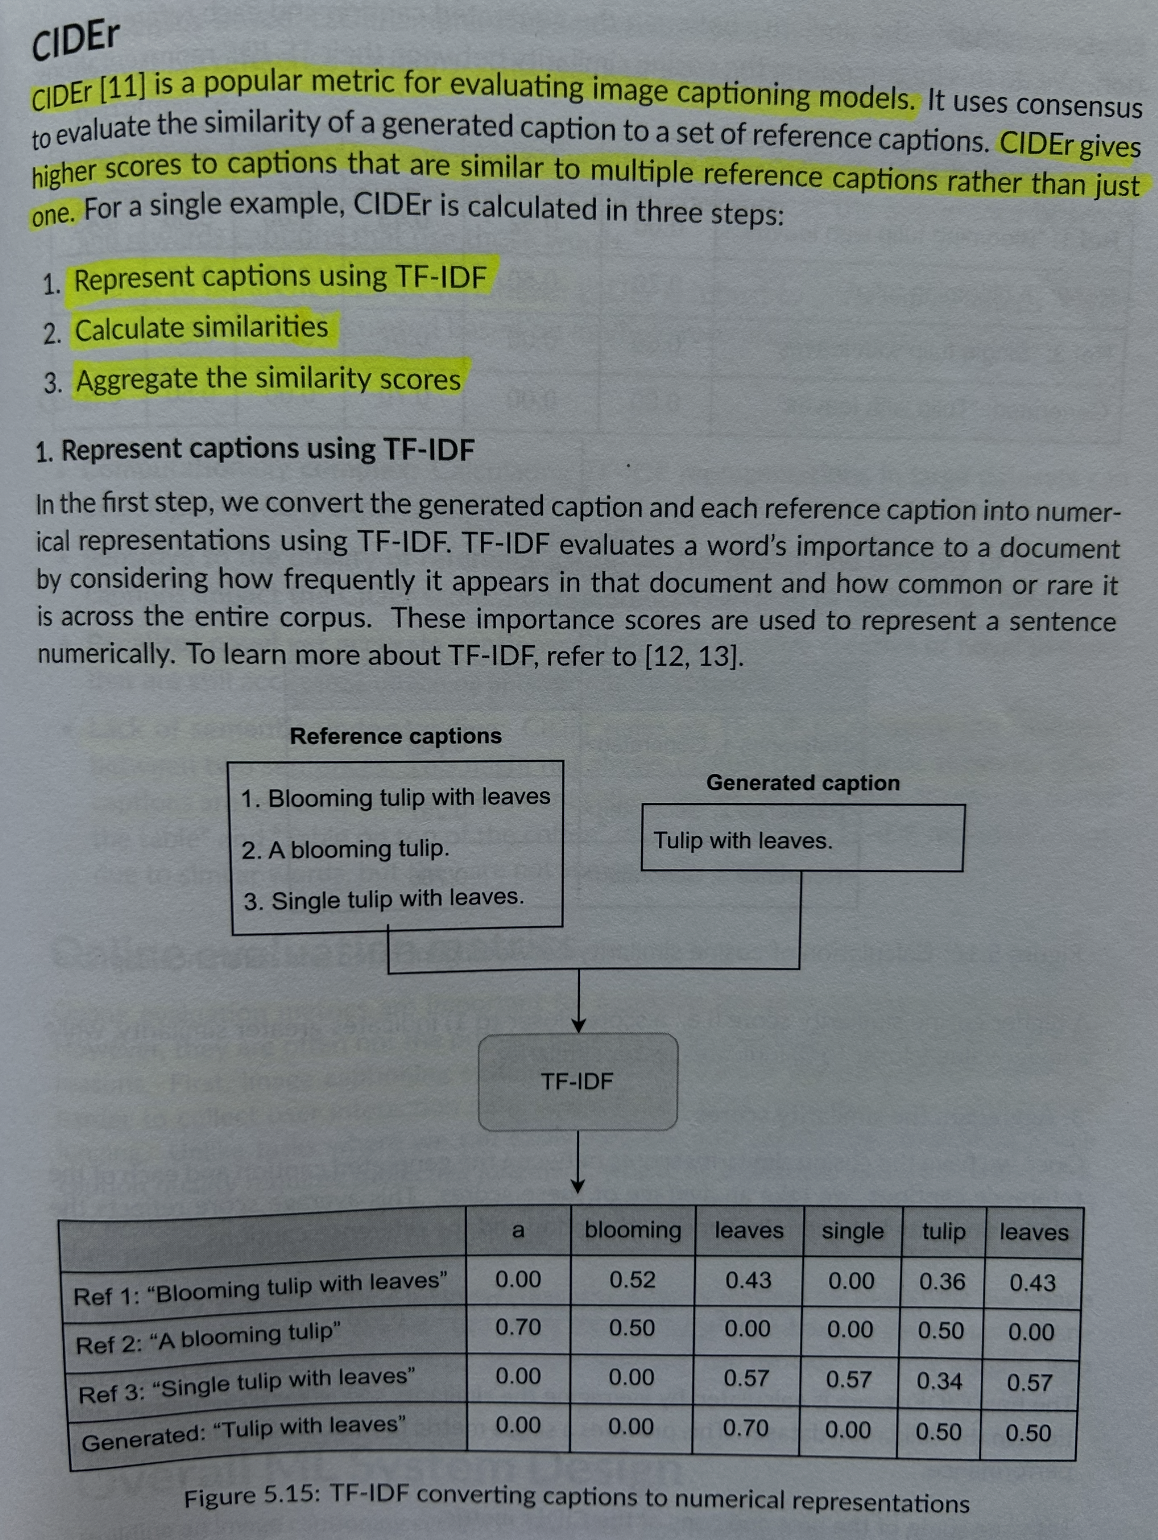 CIDEr
CIDEr [11] is a popular metric for evaluating image captioning models. It uses consensus
to evaluate the similarity of a generated caption to a set of reference captions. CIDEr gives
higher scores to captions that are similar to multiple reference captions rather than just
one. For a single example, CIDEr is calculated in three steps:
1. Represent captions using TF-IDF
2. Calculate similarities
3. Aggregate the similarity scores
1. Represent captions using TF-IDF
In the first step, we convert the generated caption and each reference caption into numer-
ical representations using TF-IDF. TF-IDF evaluates a word's importance to a document
by considering how frequently it appears in that document and how common or rare it
is across the entire corpus. These importance scores are used to represent a sentence
numerically. To learn more about TF-IDF, refer to [12, 13].
Reference captions
1. Blooming tulip with leaves
2. A blooming tulip.
3. Single tulip with leaves.
Generated caption
Tulip with leaves.
TF-IDF
a blooming leaves single tulip leaves
Ref 1: “Blooming tulip with leaves” 0.00 0.52 0.43 0.00 0.36 0.43
Ref 2: “A blooming tulip” 0.70 0.50 0.00 0.00 0.50 0.00
Ref 3: “Single tulip with leaves” 0.00 0.00 0.57 0.57 0.34 0.57
Generated: “Tulip with leaves” 0.00 0.00 0.70 0.00 0.50 0.50
Figure 5.15: TF-IDF converting captions to numerical representations